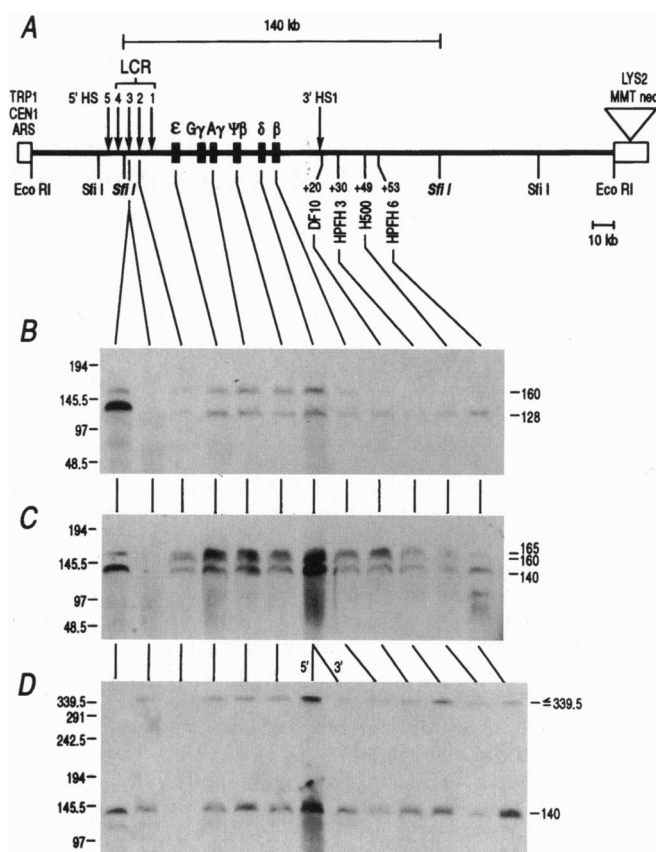 A
140 kb
LCR
TRP1
CEN1
ARS
5' HS 5 4 3 2 1
ε Gγ Aγ Ψβ δ β
3' HS1
LYS2
MMT neo
Eco RI
Sfi I
Sfi I
+20 +30 +49 +53
DF10
HPFH 3
H500
HPFH 6
Sfi I
Sfi I
Eco RI
10 kb
B
194
145.5
97
48.5
160
128
C
194
145.5
97
48.5
165
160
140
5' 3'
D
339.5
291
242.5
194
145.5
97
≤339.5
140